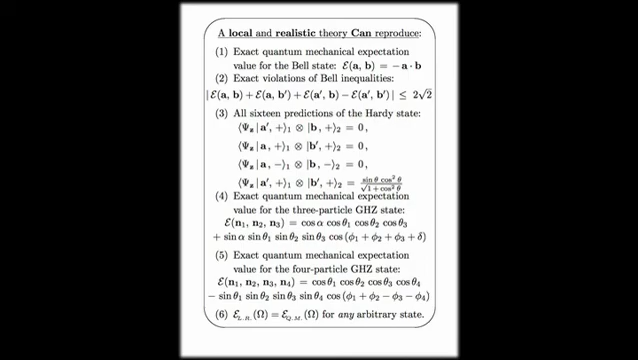 A local and realistic theory Can reproduce:
(1) Exact quantum mechanical expectation
value for the Bell state: ℰ(a, b) = −a · b
(2) Exact violations of Bell inequalities:
|ℰ(a, b) + ℰ(a, b′) + ℰ(a′, b) − ℰ(a′, b′)| ≤ 2√2
(3) All sixteen predictions of the Hardy state:
⟨Ψ𝐳 | a′, +⟩₁ ⊗ |b, +⟩₂ = 0,
⟨Ψ𝐳 | a, +⟩₁ ⊗ |b′, +⟩₂ = 0,
⟨Ψ𝐳 | a, −⟩₁ ⊗ |b, −⟩₂ = 0,
⟨Ψ𝐳 | a′, +⟩₁ ⊗ |b′, +⟩₂ = sin θ cos² θ / √(1 + cos² θ)
(4) Exact quantum mechanical expectation
value for the three-particle GHZ state:
ℰ(n₁, n₂, n₃) = cos α cos θ₁ cos θ₂ cos θ₃
+ sin α sin θ₁ sin θ₂ sin θ₃ cos (ϕ₁ + ϕ₂ + ϕ₃ + δ)
(5) Exact quantum mechanical expectation
value for the four-particle GHZ state:
ℰ(n₁, n₂, n₃, n₄) = cos θ₁ cos θ₂ cos θ₃ cos θ₄
− sin θ₁ sin θ₂ sin θ₃ sin θ₄ cos (ϕ₁ + ϕ₂ − ϕ₃ − ϕ₄)
(6) ℰ_L.R.(Ω) = ℰ_Q.M.(Ω) for any arbitrary state.